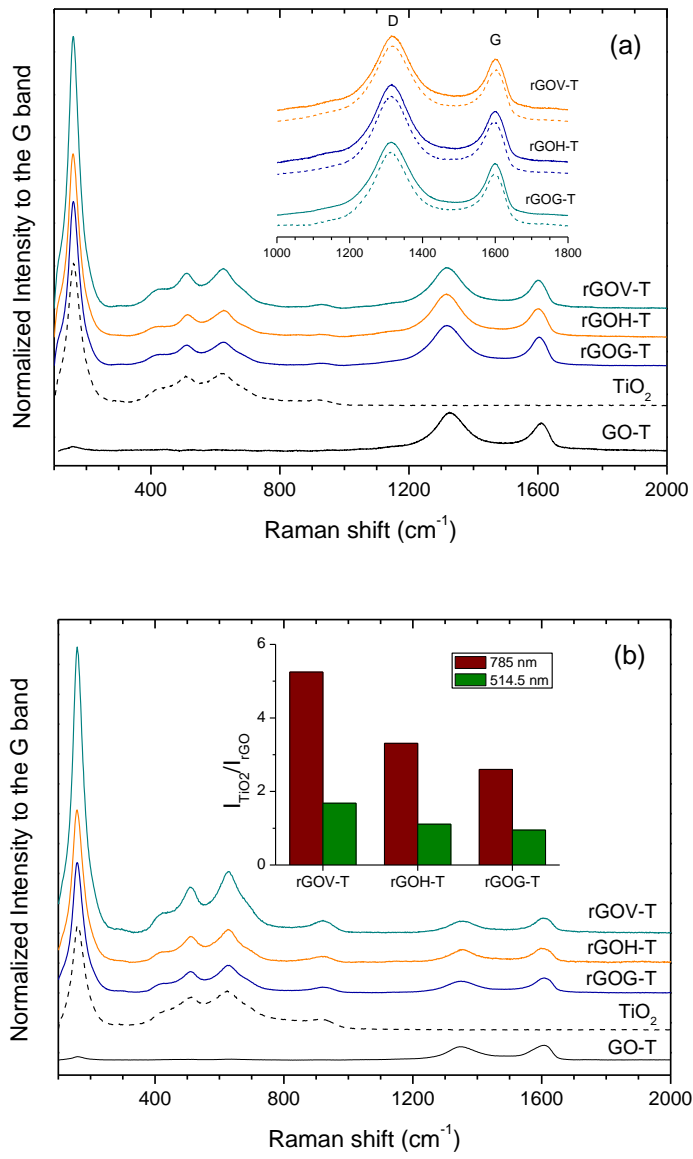 (a)
D
G
rGOV-T
rGOH-T
rGOG-T
1000 1200 1400 1600 1800
Normalized Intensity to the G band
rGOV-T
rGOH-T
rGOG-T
TiO2
GO-T
400 800 1200 1600 2000
Raman shift (cm-1)
(b)
6
4
2
0
ITiO2/IrGO
785 nm
514.5 nm
rGOV-T rGOH-T rGOG-T
Normalized Intensity to the G band
rGOV-T
rGOH-T
rGOG-T
TiO2
GO-T
400 800 1200 1600 2000
Raman shift (cm-1)